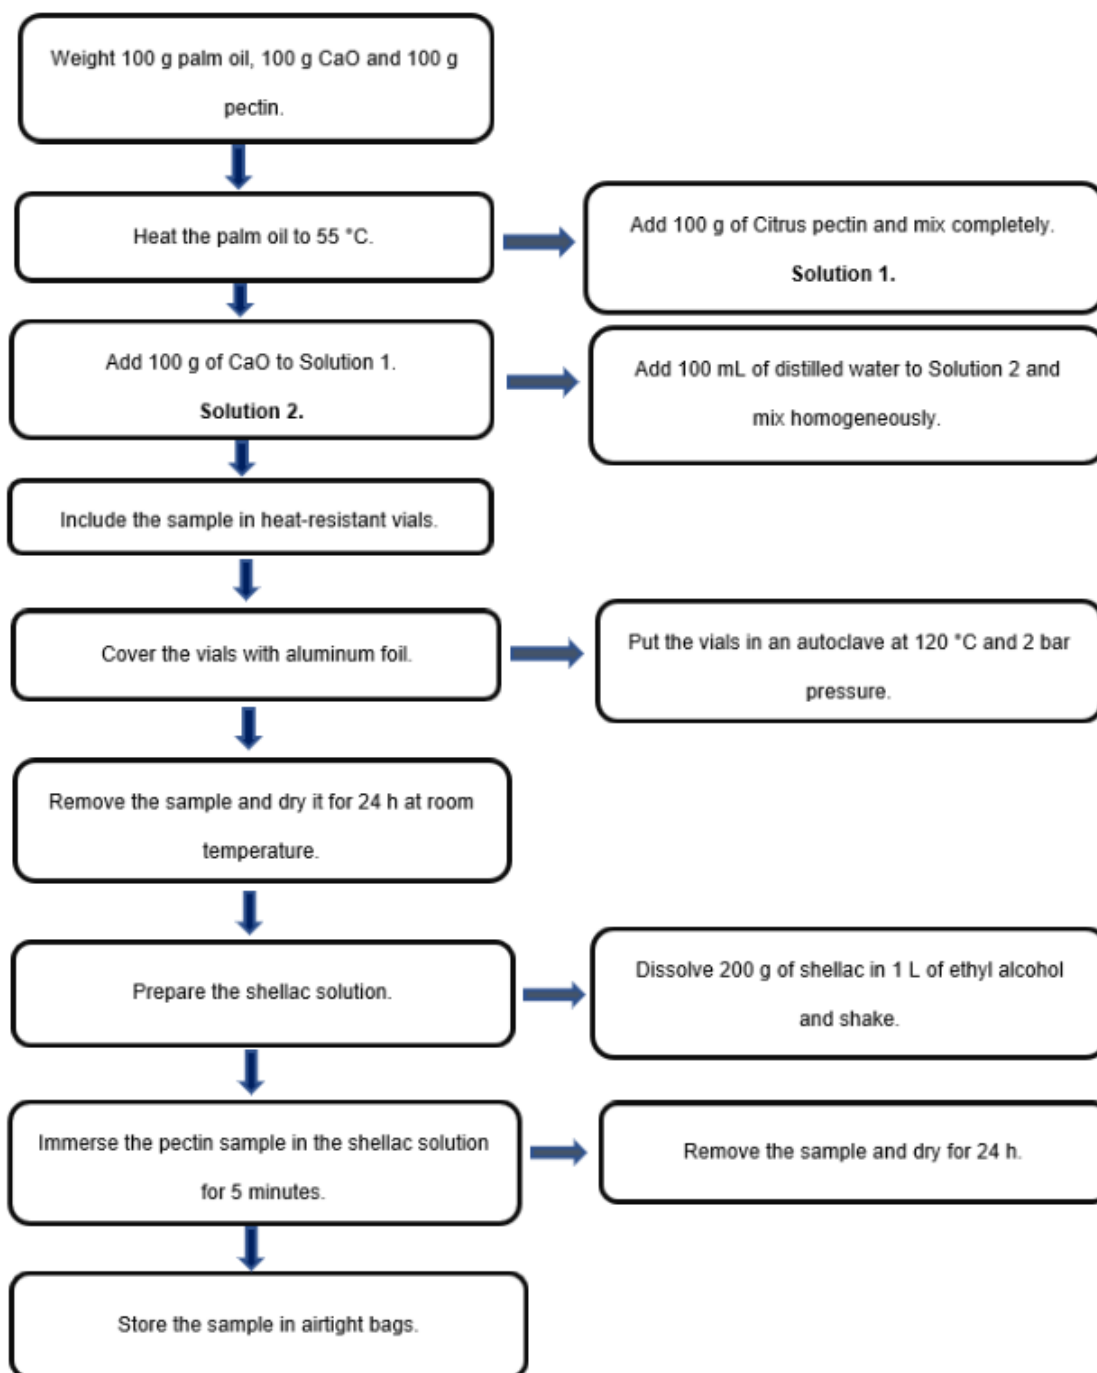 Weight 100 g palm oil, 100 g CaO and 100 g
pectin.
Heat the palm oil to 55 °C.
Add 100 g of Citrus pectin and mix completely.
Solution 1.
Add 100 g of CaO to Solution 1.
Solution 2.
Add 100 mL of distilled water to Solution 2 and
mix homogeneously.
Include the sample in heat-resistant vials.
Cover the vials with aluminum foil.
Put the vials in an autoclave at 120 °C and 2 bar
pressure.
Remove the sample and dry it for 24 h at room
temperature.
Prepare the shellac solution.
Dissolve 200 g of shellac in 1 L of ethyl alcohol
and shake.
Immerse the pectin sample in the shellac solution
for 5 minutes.
Remove the sample and dry for 24 h.
Store the sample in airtight bags.